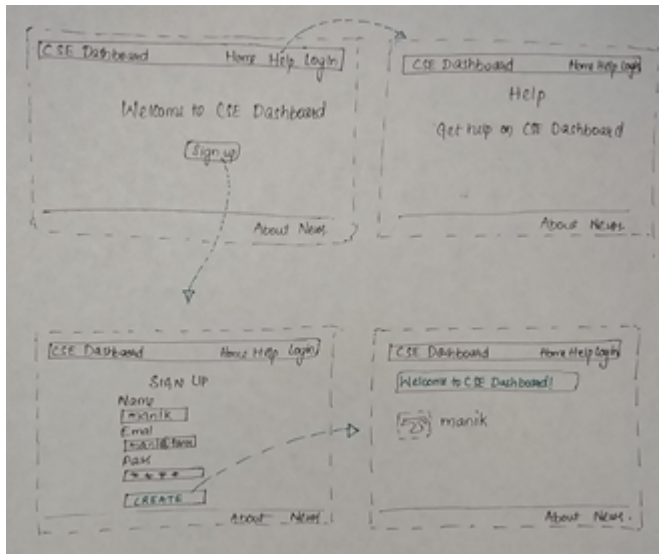 CSE Dashboard Home Help Login
Welcome to CSE Dashboard
Sign up
About News
CSE Dashboard Home Help Login
Help
Get help on CSE Dashboard
About News
CSE Dashboard Home Help Login
SIGN UP
Name
manik
Email
Pass
****
CREATE
About News
CSE Dashboard Home Help Login
Welcome to CSE Dashboard!
manik
About News